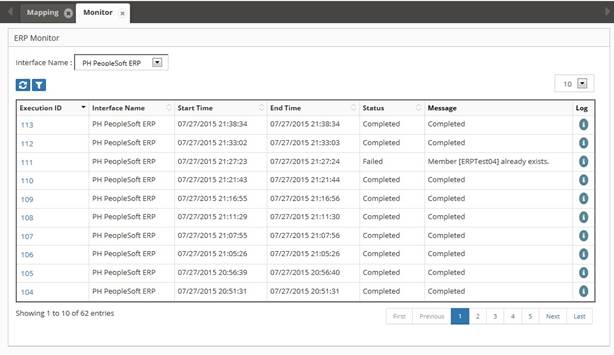 Mapping Monitor
ERP Monitor
Interface Name : PH PeopleSoft ERP
10
Execution ID Interface Name Start Time End Time Status Message Log
113 PH PeopleSoft ERP 07/27/2015 21:38:34 07/27/2015 21:38:34 Completed Completed
112 PH PeopleSoft ERP 07/27/2015 21:33:02 07/27/2015 21:33:03 Completed Completed
111 PH PeopleSoft ERP 07/27/2015 21:27:23 07/27/2015 21:27:24 Failed Member [ERPTest04] already exists.
110 PH PeopleSoft ERP 07/27/2015 21:21:43 07/27/2015 21:21:44 Completed Completed
109 PH PeopleSoft ERP 07/27/2015 21:16:55 07/27/2015 21:16:56 Completed Completed
108 PH PeopleSoft ERP 07/27/2015 21:11:29 07/27/2015 21:11:30 Completed Completed
107 PH PeopleSoft ERP 07/27/2015 21:07:55 07/27/2015 21:07:56 Completed Completed
106 PH PeopleSoft ERP 07/27/2015 21:05:26 07/27/2015 21:05:26 Completed Completed
105 PH PeopleSoft ERP 07/27/2015 20:56:39 07/27/2015 20:56:40 Completed Completed
104 PH PeopleSoft ERP 07/27/2015 20:51:31 07/27/2015 20:51:31 Completed Completed
Showing 1 to 10 of 62 entries First Previous 1 2 3 4 5 Next Last